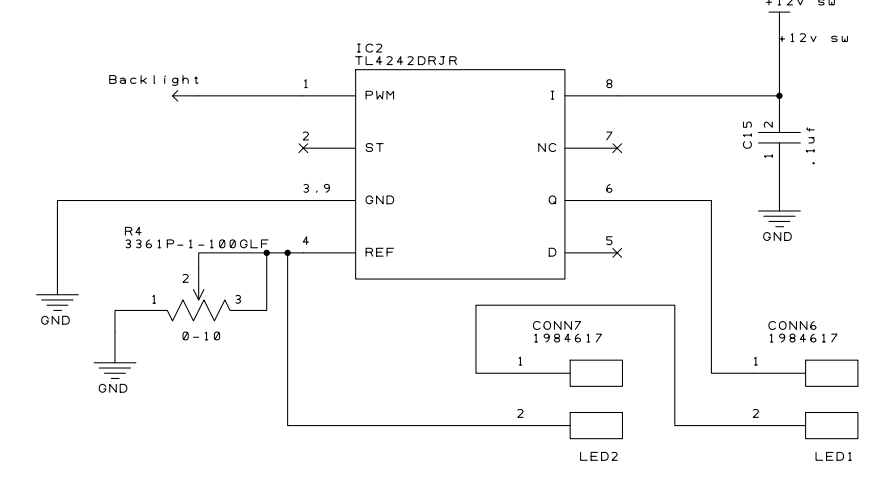 +12v sw
+12v sw
IC2
TL4242DRJR
Backlight
1
PWM
I
8
2
ST
NC
7
C15
1 2
.1uf
3,9
GND
Q
6
GND
R4
3361P-1-100GLF
4
REF
D
5
2
1
3
0-10
GND
GND
CONN7
1984617
CONN6
1984617
1
1
2
2
LED2
LED1